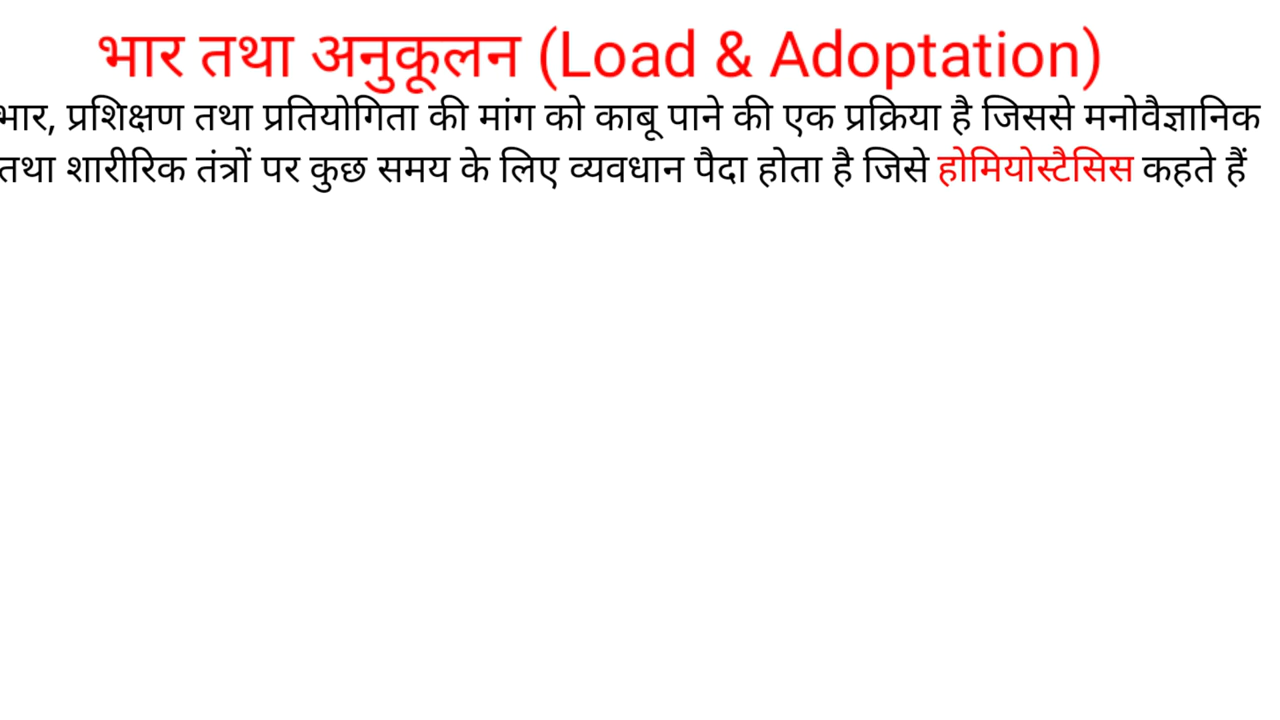 भार तथा अनुकूलन (Load & Adoptation)
भार, प्रशिक्षण तथा प्रतियोगिता की मांग को काबू पाने की एक प्रक्रिया है जिससे मनोवैज्ञानिक
तथा शारीरिक तंत्रों पर कुछ समय के लिए व्यवधान पैदा होता है जिसे होमियोस्टैसिस कहते हैं